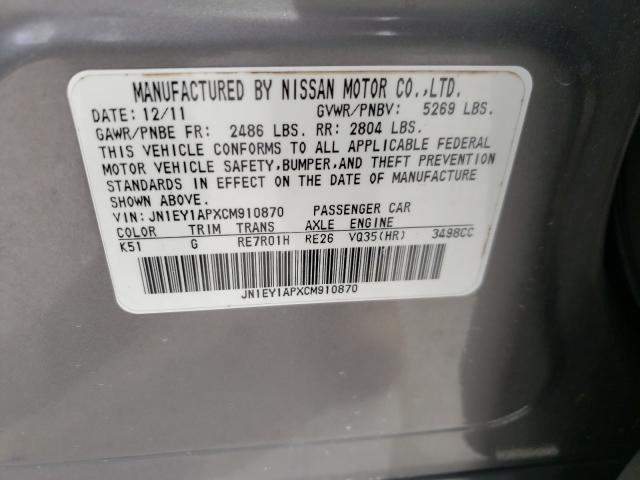 MANUFACTURED BY NISSAN MOTOR CO.,LTD.
DATE: 12/11 GVWR/PNBV: 5269 LBS.
GAWR/PNBE FR: 2486 LBS. RR: 2804 LBS.
THIS VEHICLE CONFORMS TO ALL APPLICABLE FEDERAL
MOTOR VEHICLE SAFETY,BUMPER,AND THEFT PREVENTION
STANDARDS IN EFFECT ON THE DATE OF MANUFACTURE
SHOWN ABOVE.
VIN: JN1EY1APXCM910870 PASSENGER CAR
COLOR TRIM TRANS AXLE ENGINE
K51 G RE7R01H RE26 VQ35(HR) 3498CC
JN1EY1APXCM910870